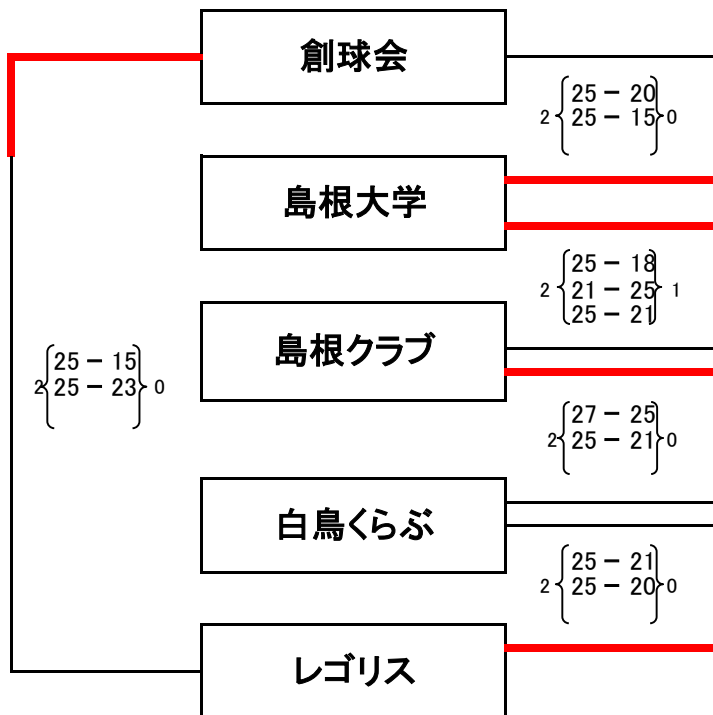 創球会
25 － 20
2 25 － 15 0
島根大学
25 － 18
2 21 － 25 1
25 － 21
島根クラブ
25 － 15
2 25 － 23 0
27 － 25
2 25 － 21 0
白鳥くらぶ
25 － 21
2 25 － 20 0
レゴリス